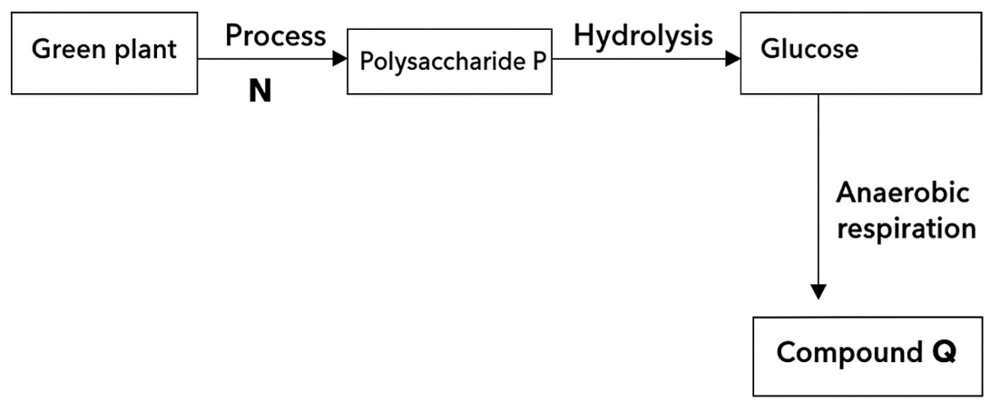 Green plant
Process
N
Polysaccharide P
Hydrolysis
Glucose
Anaerobic
respiration
Compound Q